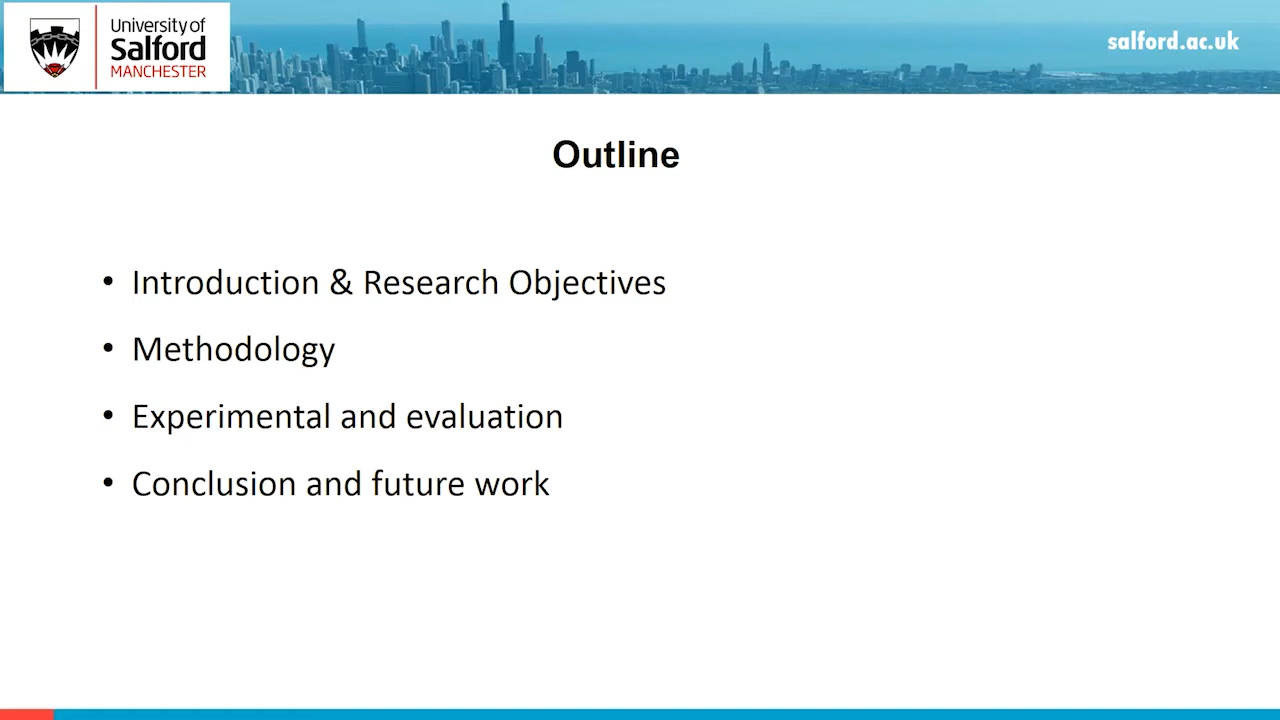 University of
Salford
MANCHESTER
salford.ac.uk
Outline
• Introduction & Research Objectives
• Methodology
• Experimental and evaluation
• Conclusion and future work